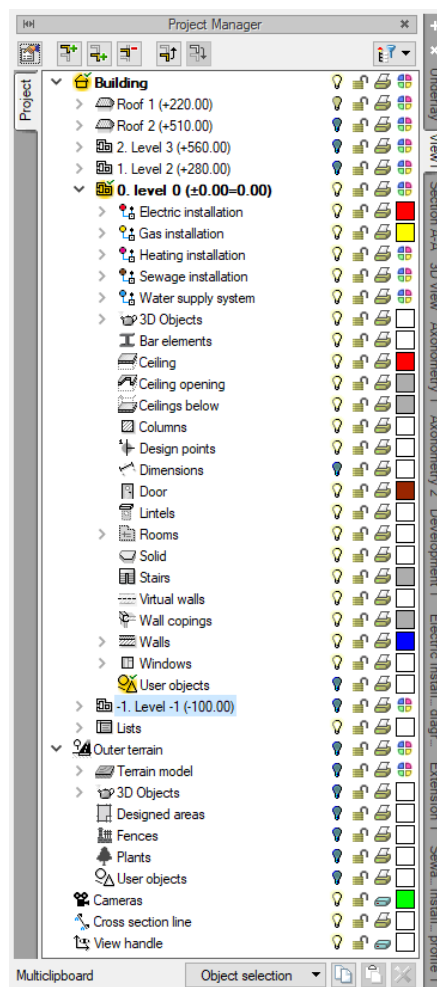 Project Manager
Project
Building
Roof 1 (+220.00)
Roof 2 (+510.00)
2. Level 3 (+560.00)
1. Level 2 (+280.00)
0. level 0 (±0.00=0.00)
Electric installation
Gas installation
Heating installation
Sewage installation
Water supply system
3D Objects
Bar elements
Ceiling
Ceiling opening
Ceilings below
Columns
Design points
Dimensions
Door
Lintels
Rooms
Solid
Stairs
Virtual walls
Wall copings
Walls
Windows
User objects
-1. Level -1 (-100.00)
Lists
Outer terrain
Terrain model
3D Objects
Designed areas
Fences
Plants
User objects
Cameras
Cross section line
View handle
Multiclipboard
Object selection
Underlay
View 1
Section A-A
3D view
Axonometry 1
Axonometry 2
Development 1
Electric install... diagr...
Extension 1
Sewa... install... profile 1